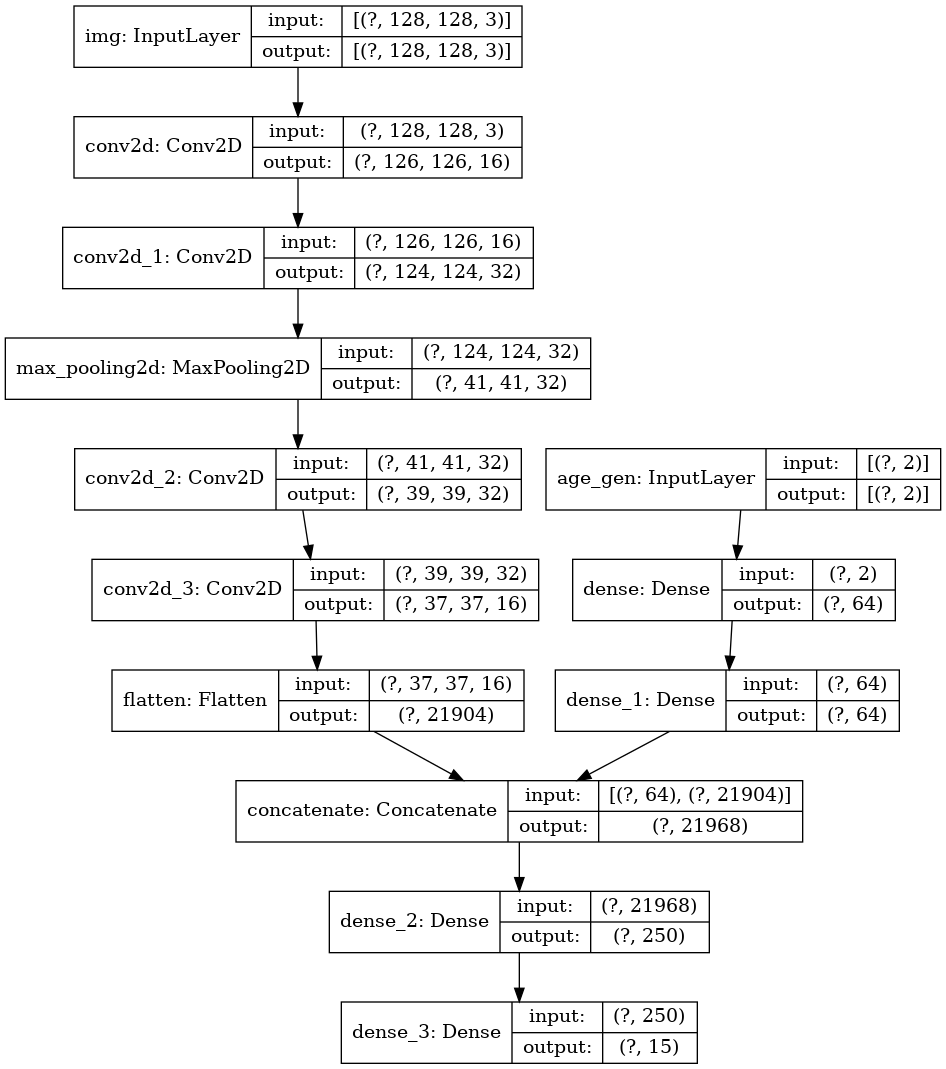 img: InputLayer
input:
[(?, 128, 128, 3)]
output:
[(?, 128, 128, 3)]
conv2d: Conv2D
input:
(?, 128, 128, 3)
output:
(?, 126, 126, 16)
conv2d_1: Conv2D
input:
(?, 126, 126, 16)
output:
(?, 124, 124, 32)
max_pooling2d: MaxPooling2D
input:
(?, 124, 124, 32)
output:
(?, 41, 41, 32)
conv2d_2: Conv2D
input:
(?, 41, 41, 32)
output:
(?, 39, 39, 32)
age_gen: InputLayer
input:
[(?, 2)]
output:
[(?, 2)]
conv2d_3: Conv2D
input:
(?, 39, 39, 32)
output:
(?, 37, 37, 16)
dense: Dense
input:
(?, 2)
output:
(?, 64)
flatten: Flatten
input:
(?, 37, 37, 16)
output:
(?, 21904)
dense_1: Dense
input:
(?, 64)
output:
(?, 64)
concatenate: Concatenate
input:
[(?, 64), (?, 21904)]
output:
(?, 21968)
dense_2: Dense
input:
(?, 21968)
output:
(?, 250)
dense_3: Dense
input:
(?, 250)
output:
(?, 15)